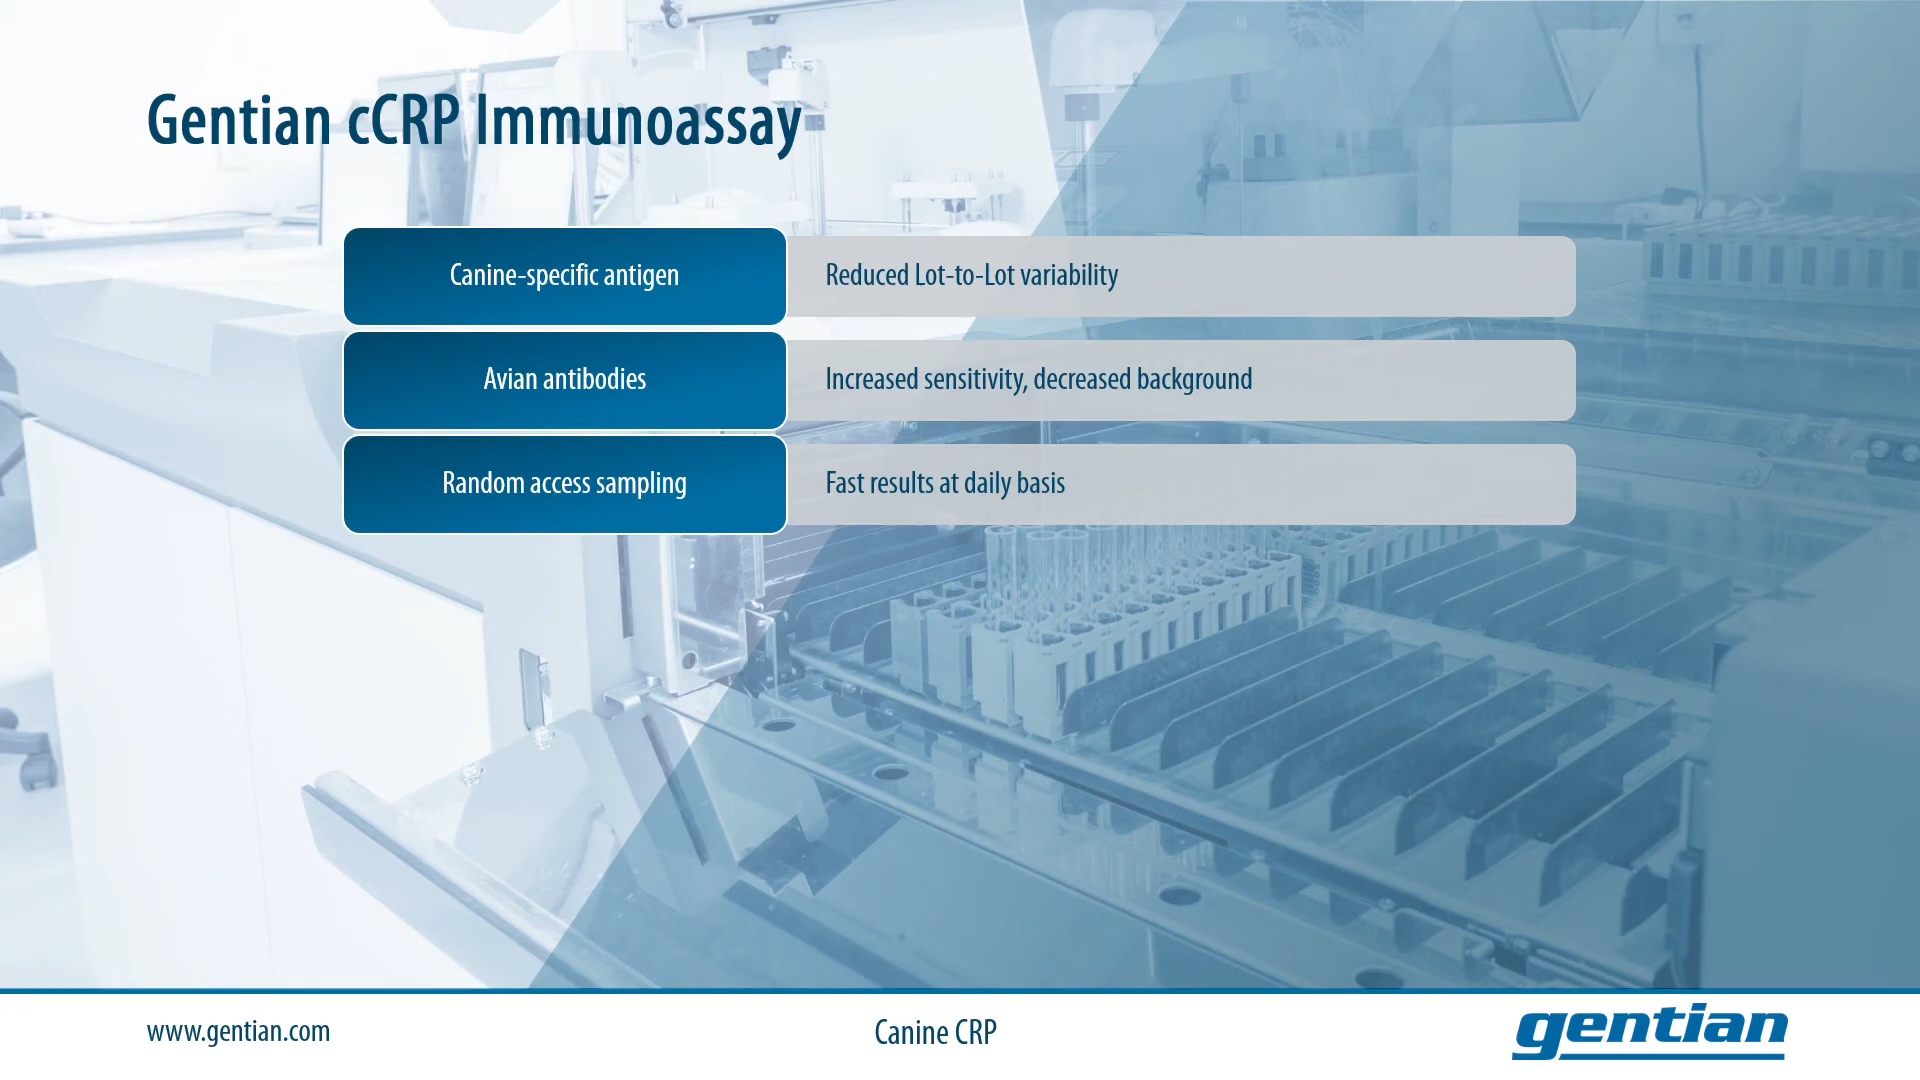 Gentian cCRP Immunoassay
Canine-specific antigen
Reduced Lot-to-Lot variability
Avian antibodies
Increased sensitivity, decreased background
Random access sampling
Fast results at daily basis
www.gentian.com
Canine CRP
gentian